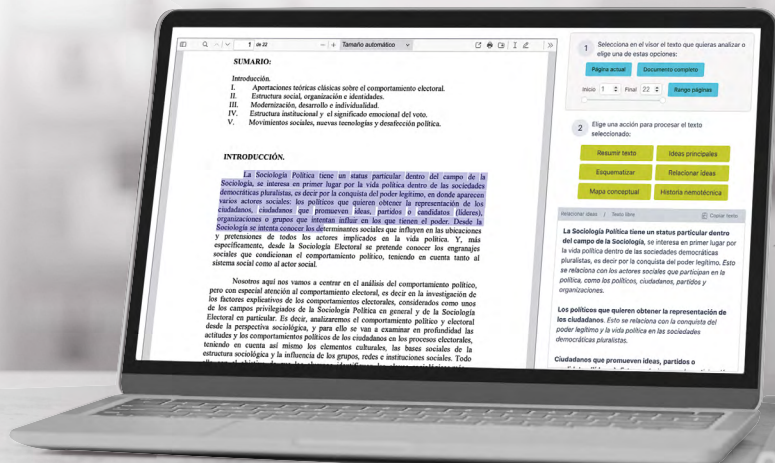 1 de 22
Tamaño automático
SUMARIO:
Introducción.
I. Aportaciones teóricas clásicas sobre el comportamiento electoral.
II. Estructura social, organización e identidades.
III. Modernización, desarrollo e individualidad.
IV. Estructura institucional y el significado emocional del voto.
V. Movimientos sociales, nuevas tecnologías y desafección política.
INTRODUCCIÓN.
La Sociología Política tiene un status particular dentro del campo de la
Sociología, se interesa en primer lugar por la vida política dentro de las sociedades
democráticas pluralistas, es decir por la conquista del poder legítimo, en donde aparecen
varios actores sociales: los políticos que quieren obtener la representación de los
ciudadanos, ciudadanos que promueven ideas, partidos o candidatos (líderes),
organizaciones o grupos que intentan influir en los que tienen el poder. Desde la
Sociología se intenta conocer los determinantes sociales que influyen en las ubicaciones
y pretensiones de todos los actores implicados en la vida política. Y, más
específicamente, desde la Sociología Electoral se pretende conocer los engranajes
sociales que condicionan el comportamiento político, teniendo en cuenta tanto al
sistema social como al actor social.
Nosotros aquí nos vamos a centrar en el análisis del comportamiento político,
pero con especial atención al comportamiento electoral, es decir en la investigación de
los factores explicativos de los comportamientos electorales, considerados como unos
de los campos privilegiados de la Sociología Política en general y de la Sociología
Electoral en particular. Es decir, analizaremos el comportamiento político y electoral
desde la perspectiva sociológica, y para ello se van a examinar en profundidad las
actitudes y los comportamientos políticos de los ciudadanos en los procesos electorales,
teniendo en cuenta así mismo los elementos culturales, las bases sociales de la
estructura sociológica y la influencia de los grupos, redes e instituciones sociales. Todo
1 Selecciona en el visor el texto que quieras analizar o
elige una de estas opciones:
Página actual Documento completo
Inicio 1 Final 22 Rango páginas
2 Elige una acción para procesar el texto
seleccionado:
Resumir texto Ideas principales
Esquematizar Relacionar ideas
Mapa conceptual Historia nemotécnica
Relacionar ideas / Texto libre Copiar texto
La Sociología Política tiene un status particular dentro
del campo de la Sociología, se interesa en primer lugar por
la vida política dentro de las sociedades democráticas
pluralistas, es decir por la conquista del poder legítimo. Esto
se relaciona con los actores sociales que participan en la
política, como los políticos, ciudadanos, partidos y
organizaciones.
Los políticos que quieren obtener la representación de
los ciudadanos. Esto se relaciona con la conquista del
poder legítimo y la vida política en las sociedades
democráticas pluralistas.
Ciudadanos que promueven ideas, partidos o